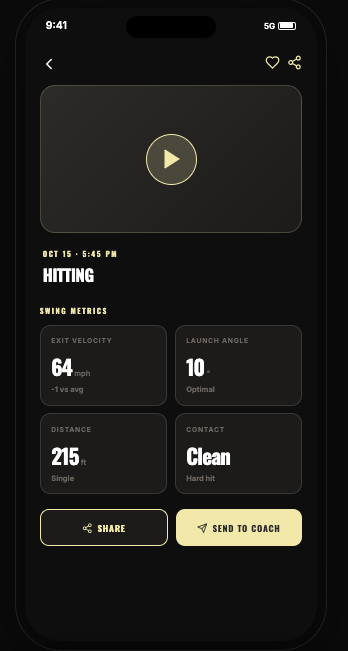 9:41
5G
OCT 15 · 5:45 PM
HITTING
SWING METRICS
EXIT VELOCITY
64 mph
-1 vs avg
LAUNCH ANGLE
10 °
Optimal
DISTANCE
215 ft
Single
CONTACT
Clean
Hard hit
SHARE
SEND TO COACH